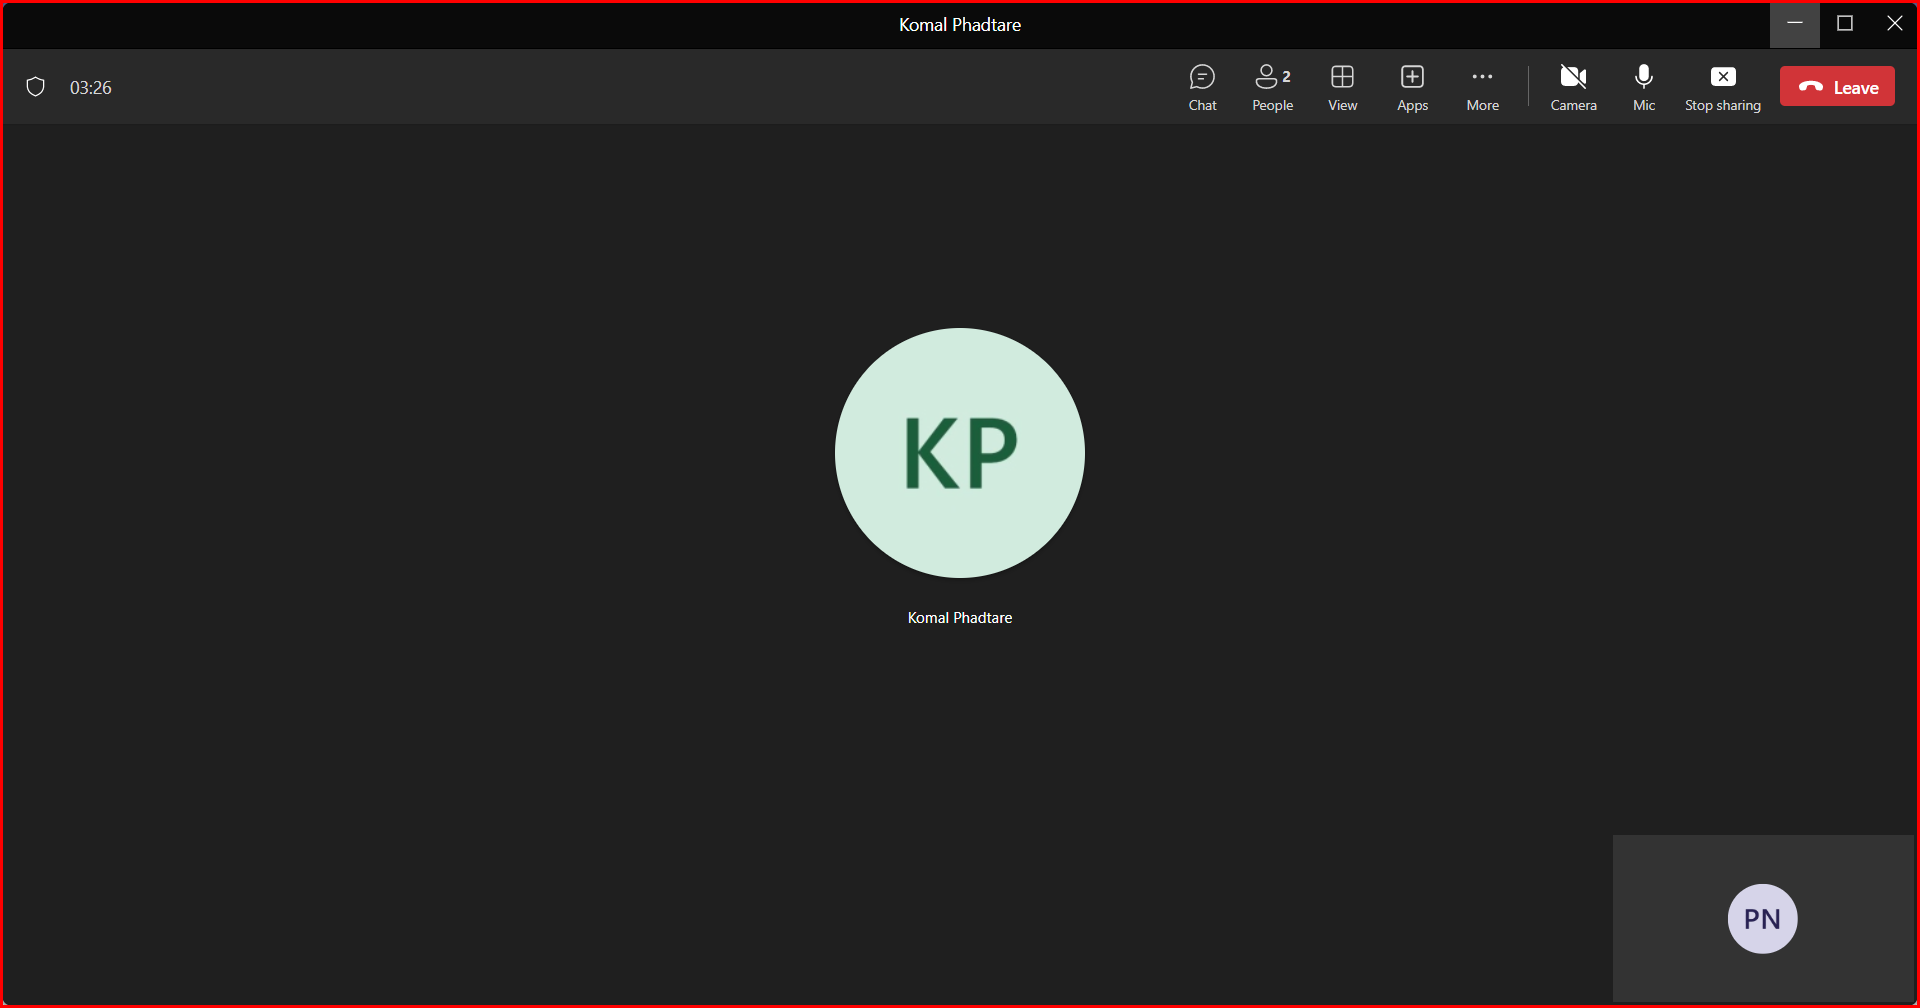 Komal Phadtare
03:26
Chat
People 2
View
Apps
More
Camera
Mic
Stop sharing
Leave
KP
Komal Phadtare
PN